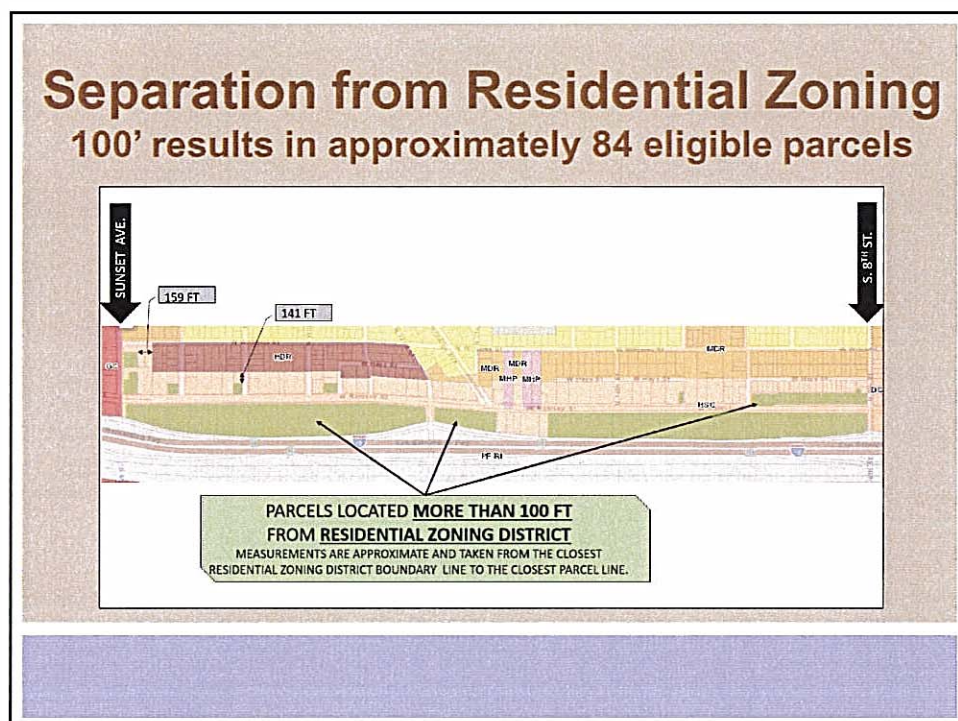 Separation from Residential Zoning
100' results in approximately 84 eligible parcels
SUNSET AVE.
S. 8TH ST.
159 FT
141 FT
HDR
MDR
MDR
MDR
MHP
MHP
HSC
PF-RI
PARCELS LOCATED MORE THAN 100 FT
FROM RESIDENTIAL ZONING DISTRICT
MEASUREMENTS ARE APPROXIMATE AND TAKEN FROM THE CLOSEST
RESIDENTIAL ZONING DISTRICT BOUNDARY LINE TO THE CLOSEST PARCEL LINE.